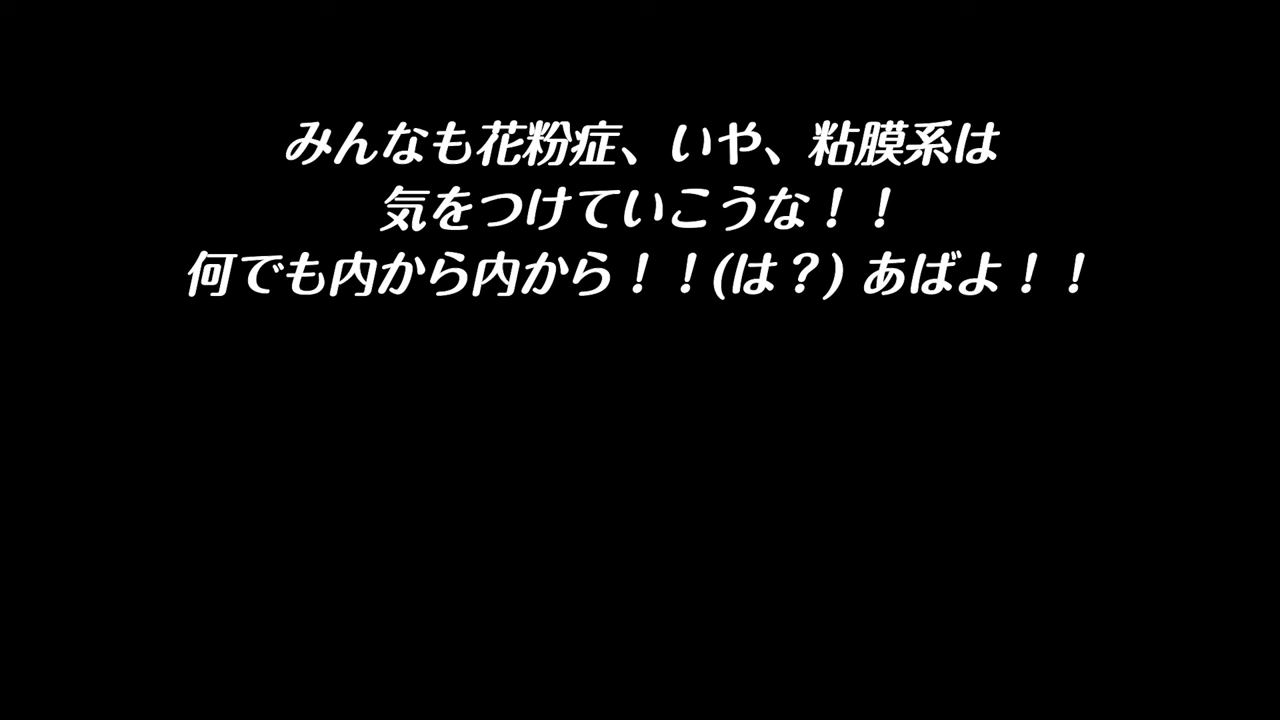 みんなも花粉症、いや、粘膜系は
気をつけていこうな！！
何でも内から内から！！(は？) あばよ！！